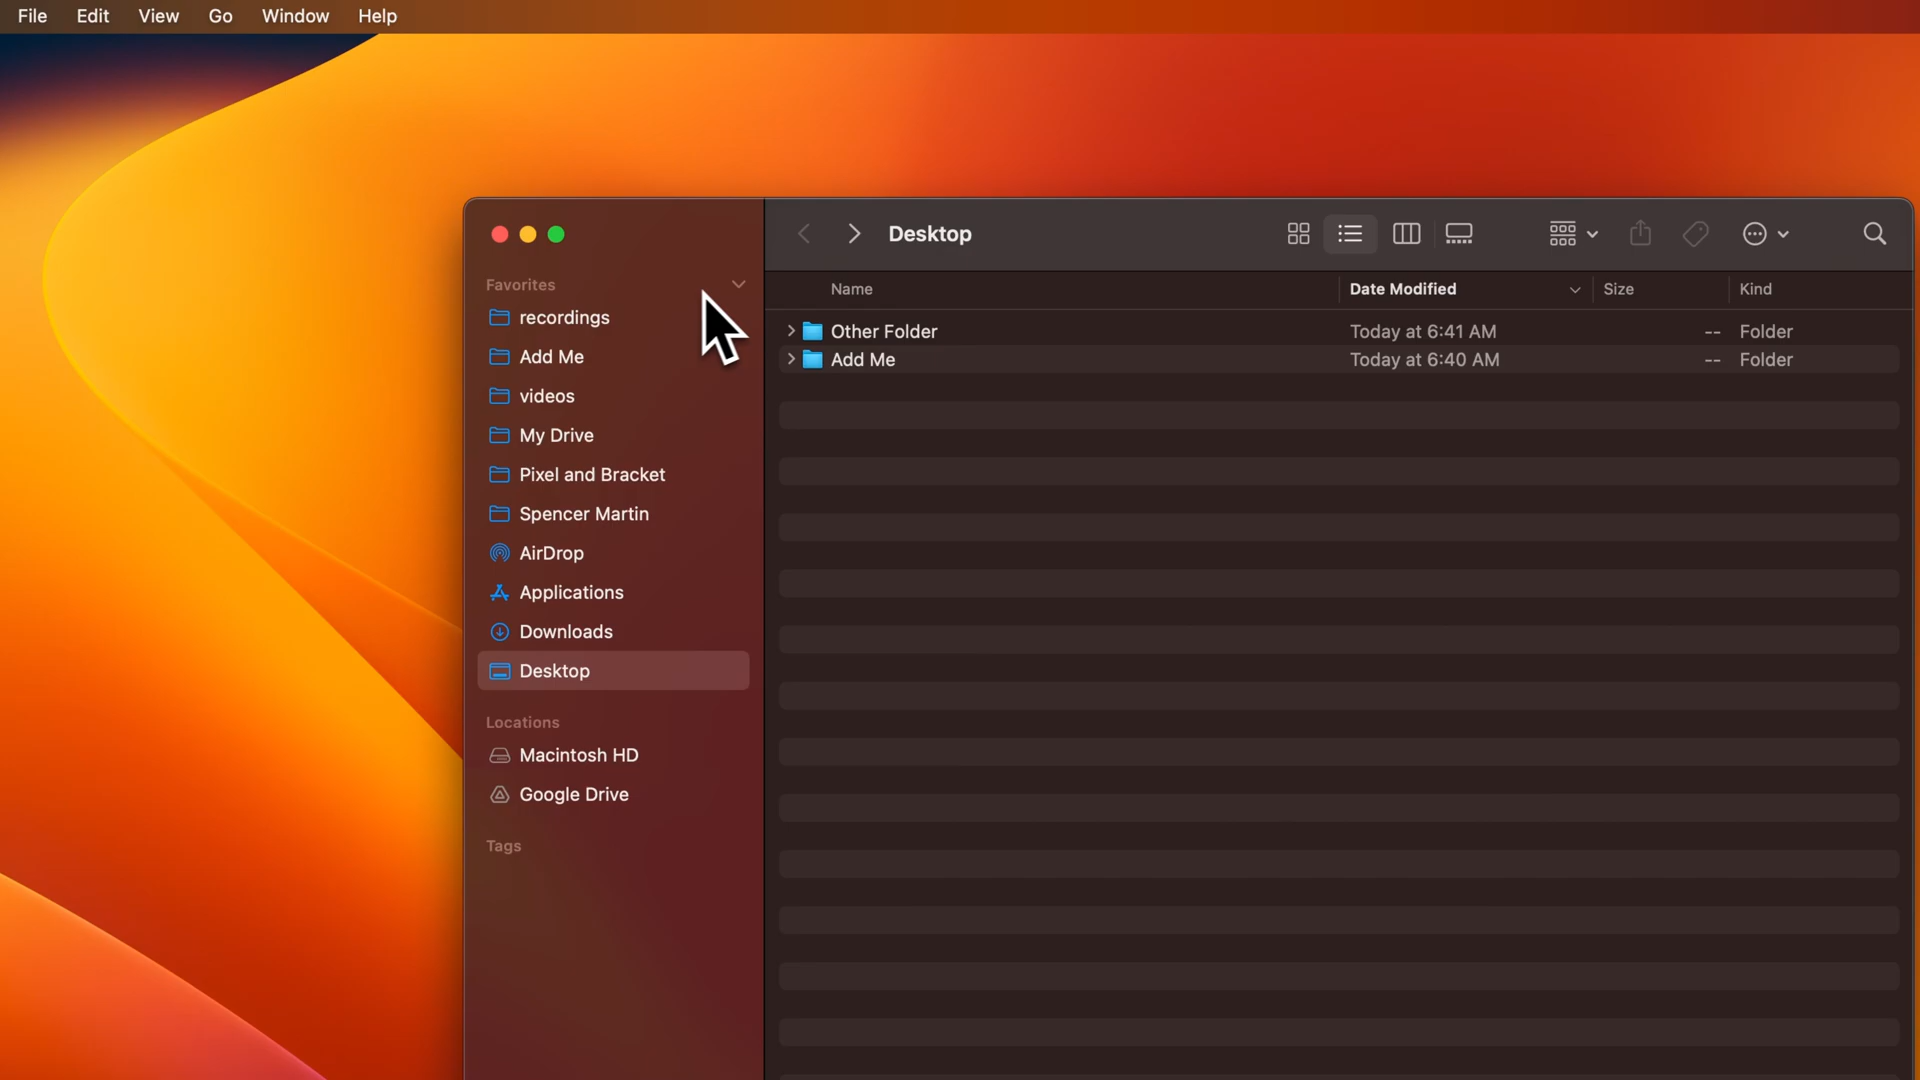 File Edit View Go Window Help
Desktop
Favorites
recordings
Add Me
videos
My Drive
Pixel and Bracket
Spencer Martin
AirDrop
Applications
Downloads
Desktop
Locations
Macintosh HD
Google Drive
Tags
Name Date Modified Size Kind
Other Folder Today at 6:41 AM -- Folder
Add Me Today at 6:40 AM -- Folder